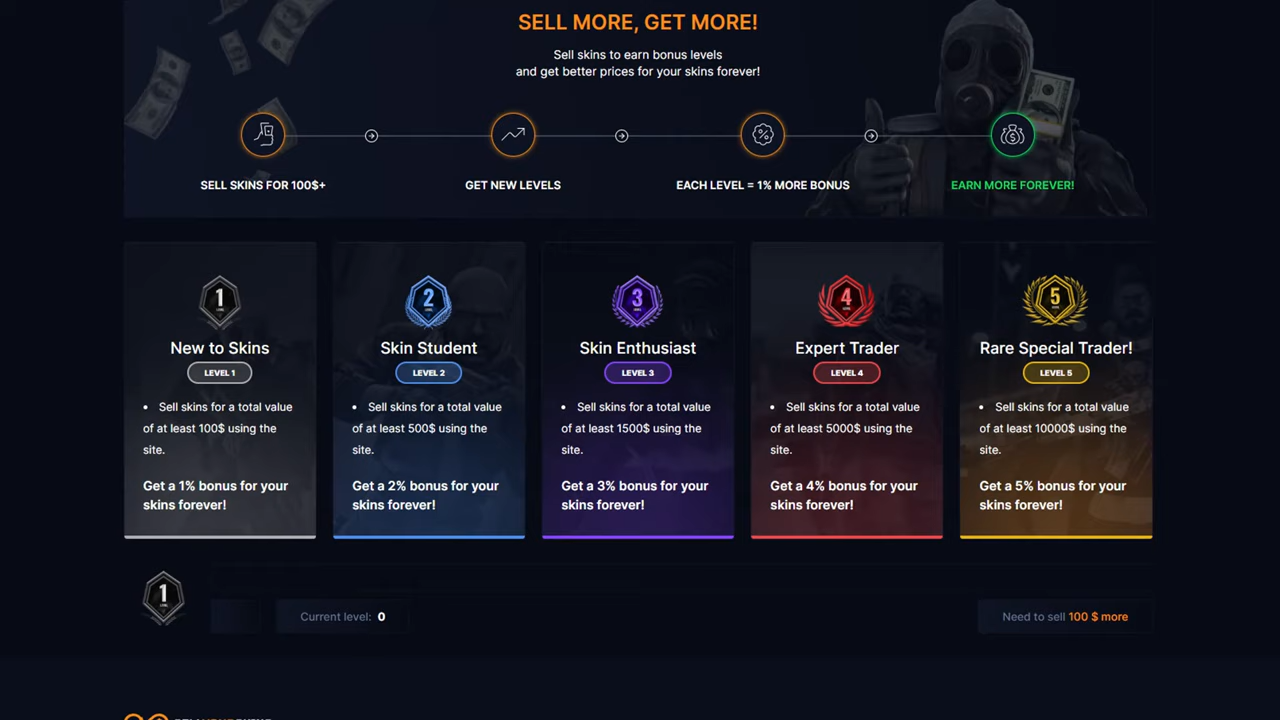 SELL MORE, GET MORE!
Sell skins to earn bonus levels
and get better prices for your skins forever!
SELL SKINS FOR 100$+
GET NEW LEVELS
EACH LEVEL = 1% MORE BONUS
EARN MORE FOREVER!
1
New to Skins
LEVEL 1
• Sell skins for a total value
of at least 100$ using the
site.
Get a 1% bonus for your
skins forever!
2
Skin Student
LEVEL 2
• Sell skins for a total value
of at least 500$ using the
site.
Get a 2% bonus for your
skins forever!
3
Skin Enthusiast
LEVEL 3
• Sell skins for a total value
of at least 1500$ using the
site.
Get a 3% bonus for your
skins forever!
4
Expert Trader
LEVEL 4
• Sell skins for a total value
of at least 5000$ using the
site.
Get a 4% bonus for your
skins forever!
5
Rare Special Trader!
LEVEL 5
• Sell skins for a total value
of at least 10000$ using the
site.
Get a 5% bonus for your
skins forever!
1
Current level: 0
Need to sell 100 $ more